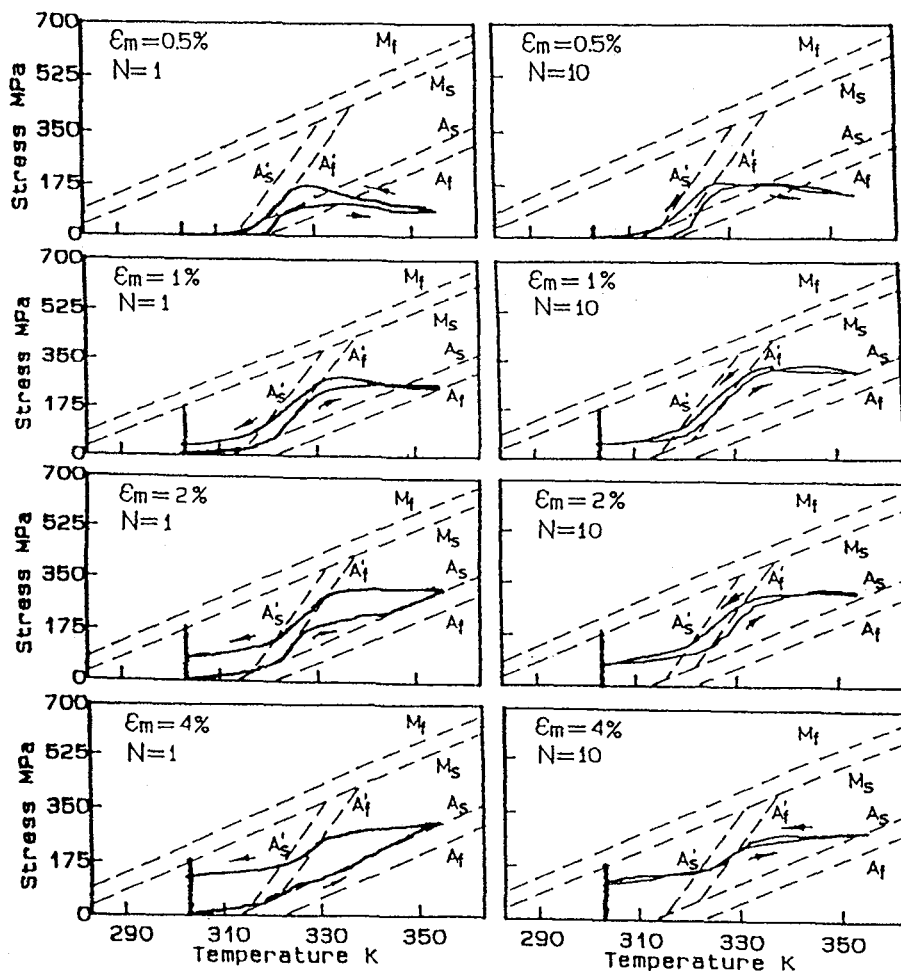 Stress MPa
700
525
350
175
0
εm=0.5%
N=1
Mf
Ms
As
Af
A's
A'f
εm=0.5%
N=10
Mf
Ms
As
Af
A's
A'f
Stress MPa
700
525
350
175
0
εm=1%
N=1
Mf
Ms
As
Af
A's
A'f
εm=1%
N=10
Mf
Ms
As
Af
A's
A'f
Stress MPa
700
525
350
175
0
εm=2%
N=1
Mf
Ms
As
Af
A's
A'f
εm=2%
N=10
Mf
Ms
As
Af
A's
A'f
Stress MPa
700
525
350
175
0
εm=4%
N=1
Mf
Ms
As
Af
A's
A'f
εm=4%
N=10
Mf
Ms
As
Af
A's
A'f
290 310 330 350
Temperature K
290 310 330 350
Temperature K